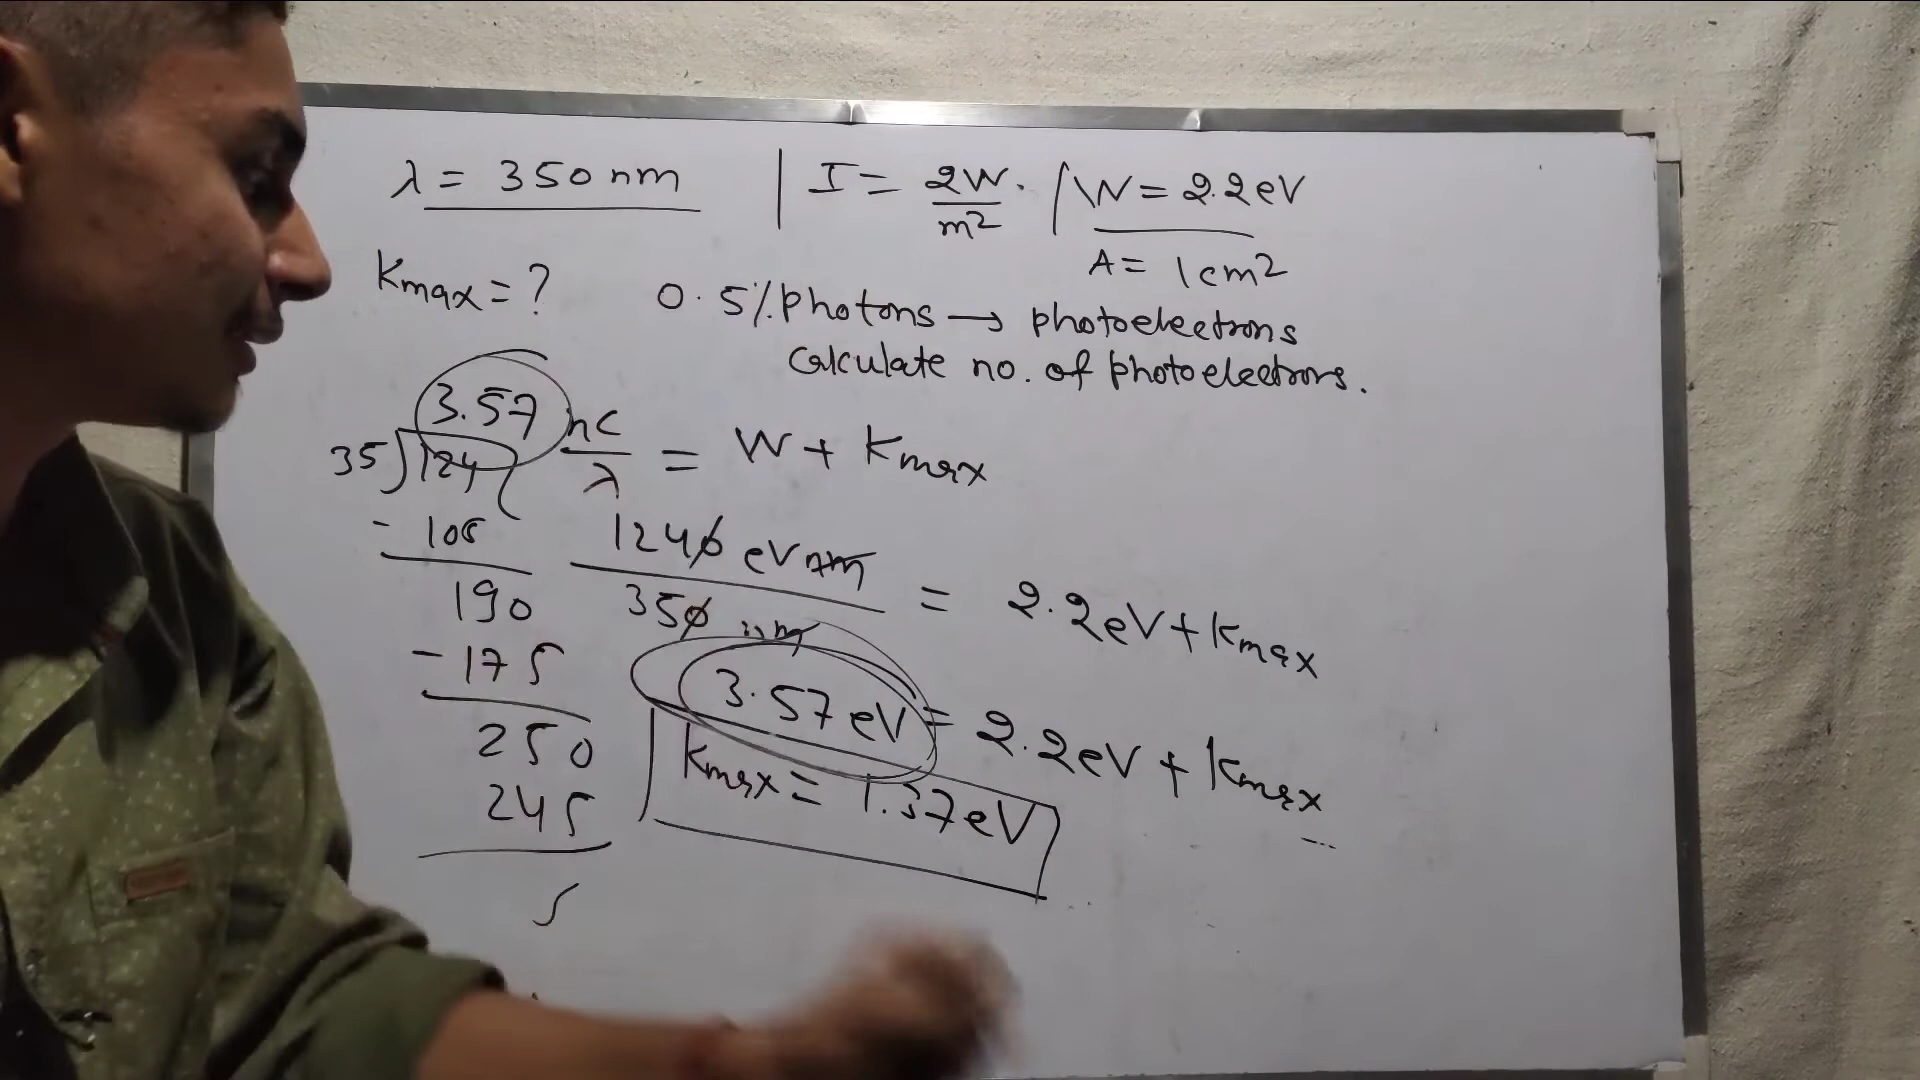 λ = 350 nm | I = 2W/m² | W = 2.2eV
A = 1cm²
Kmax = ?
0.5% photons → photoelectrons
Calculate no. of photoelectrons.
3.57
35)124
- 105
190
- 175
250
245
5
hc/λ = W + Kmax
1240 eV nm / 350 nm = 2.2eV + Kmax
3.57 eV = 2.2eV + Kmax
Kmax = 1.37eV